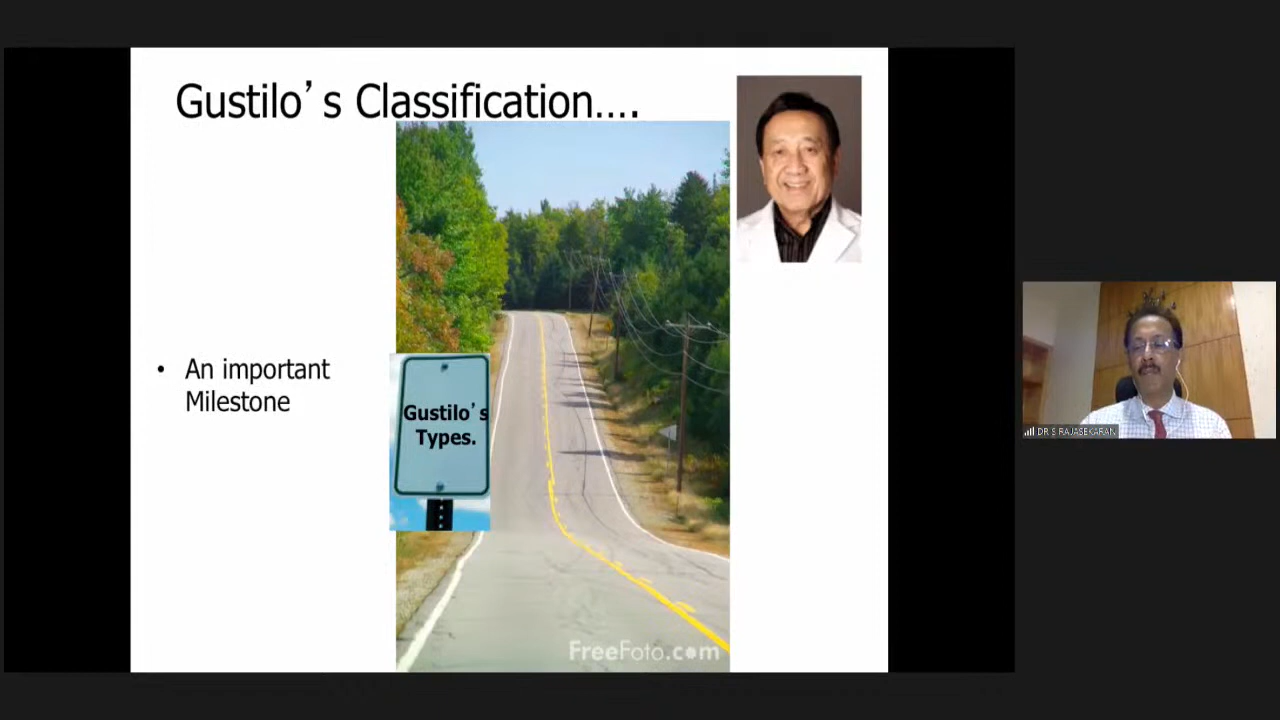 Gustilo’s Classification....
• An important
Milestone
Gustilo’s
Types.
FreeFoto.com
DR S RAJASEKARAN